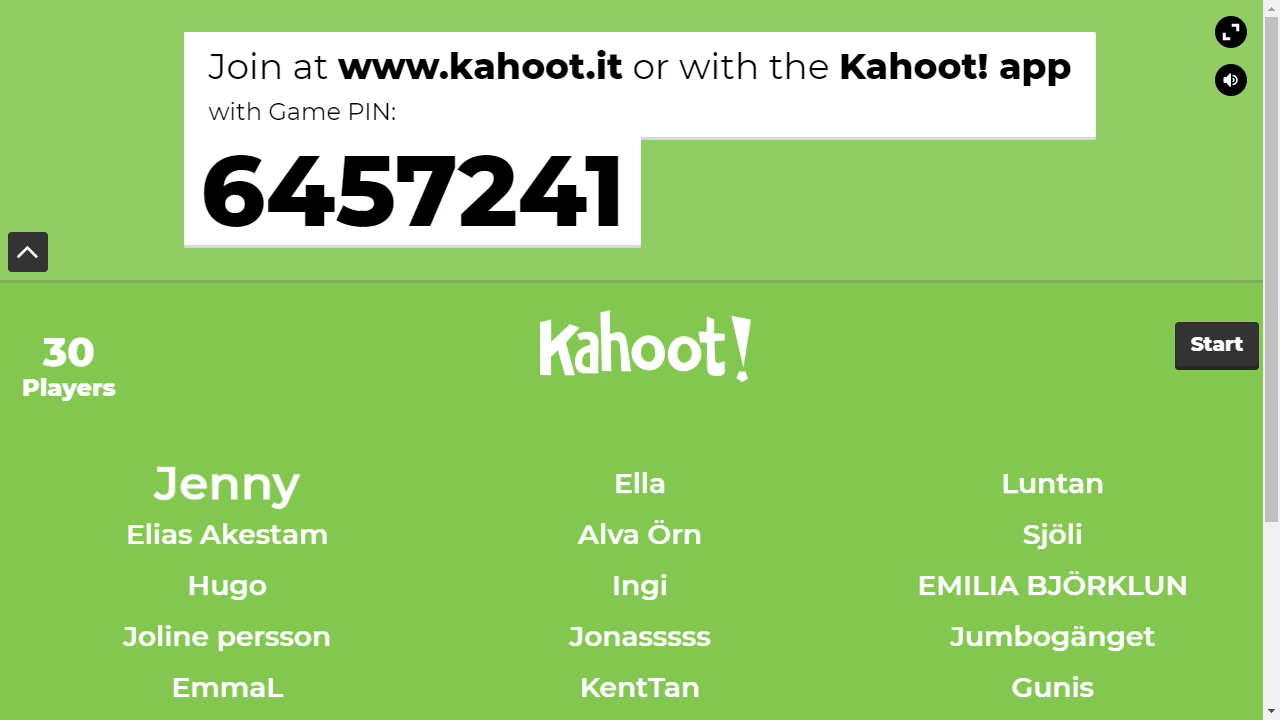 Join at www.kahoot.it or with the Kahoot! app
with Game PIN:
6457241
30
Players
Kahoot!
Start
Jenny Ella Luntan
Elias Akestam Alva Örn Sjöli
Hugo Ingi EMILIA BJÖRKLUN
Joline persson Jonasssss Jumbogänget
EmmaL KentTan Gunis